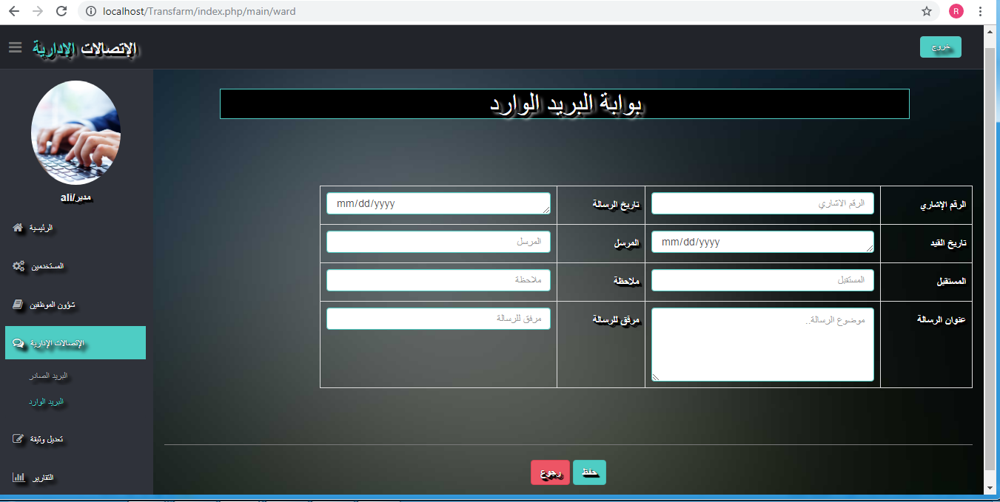 localhost/Transfarm/index.php/main/ward
R
الإتصالات الإدارية
خروج
بوابة البريد الوارد
مدير/ali
الرئيسية
المستخدمين
شؤون الموظفين
الإتصالات الإدارية
البريد الصادر
البريد الوارد
تعديل وثيقة
التقارير
الرقم الإشاري
الرقم الاشاري
تاريخ الرسالة
mm/dd/yyyy
تاريخ القيد
mm/dd/yyyy
المرسل
المرسل
المستقبل
المستقبل
ملاحظة
ملاحظة
عنوان الرسالة
موضوع الرسالة..
مرفق للرسالة
مرفق للرسالة
حفظ
رجوع